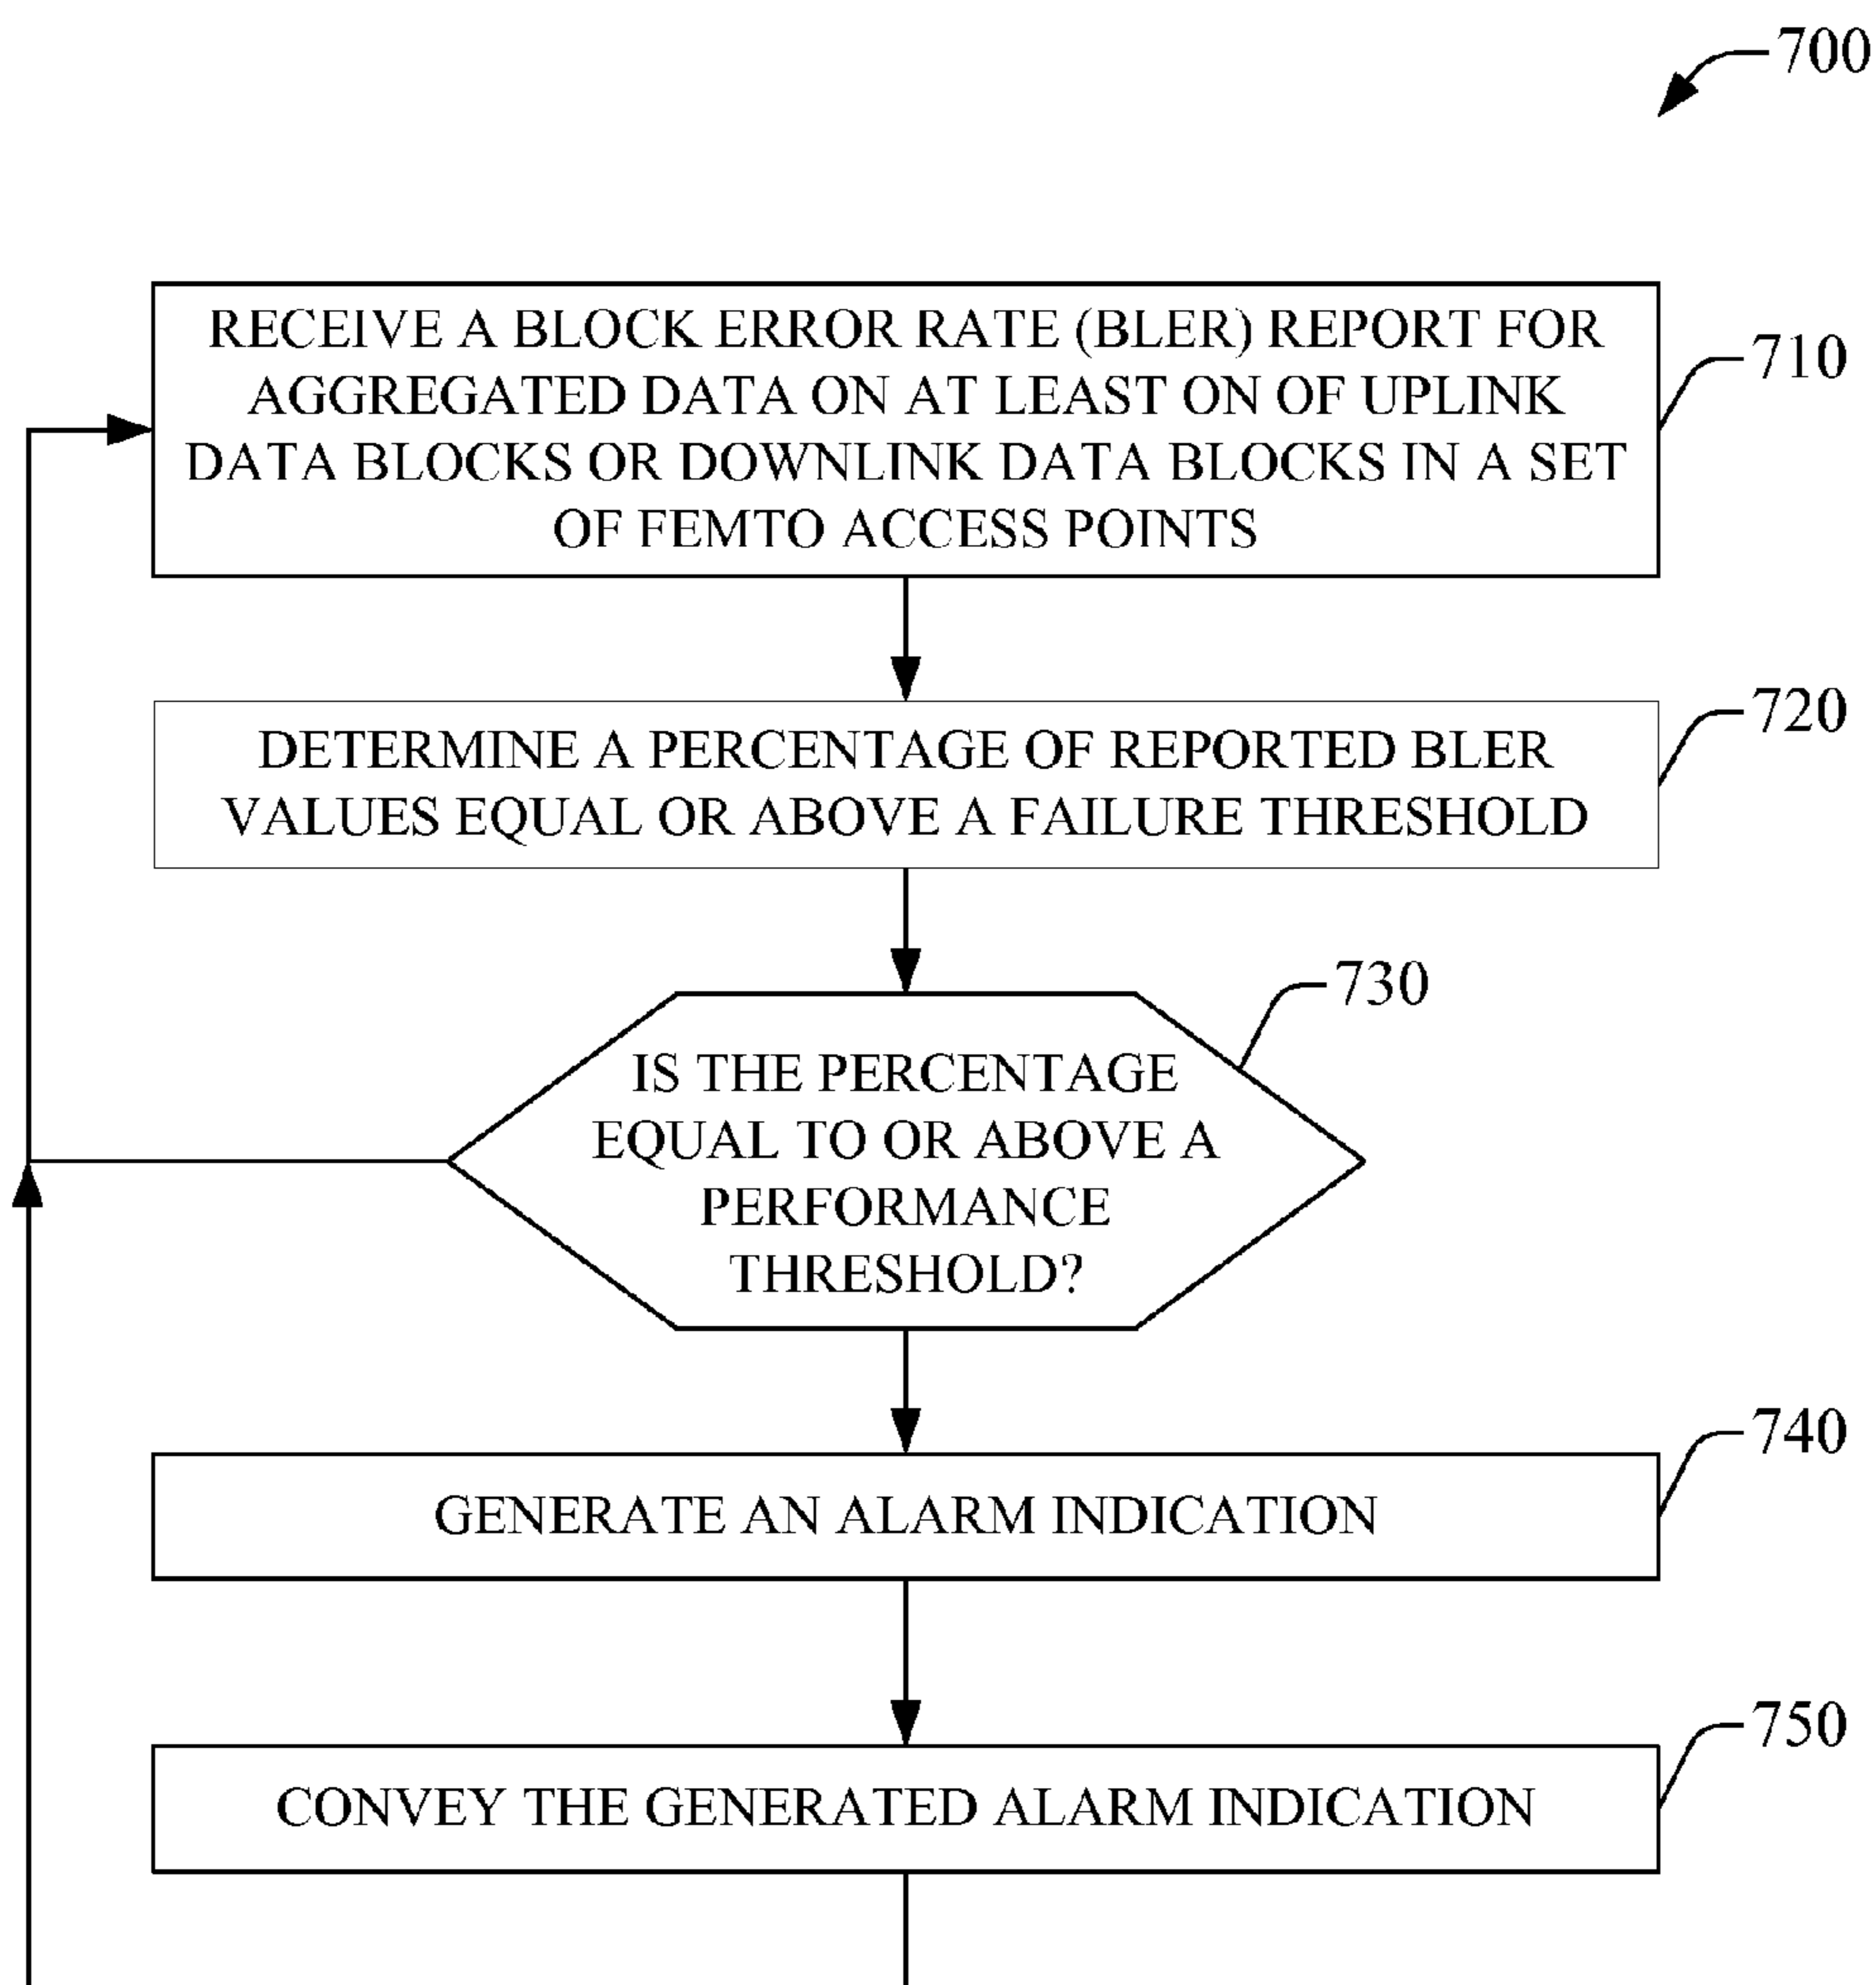 700
RECEIVE A BLOCK ERROR RATE (BLER) REPORT FOR
AGGREGATED DATA ON AT LEAST ON OF UPLINK
DATA BLOCKS OR DOWNLINK DATA BLOCKS IN A SET
OF FEMTO ACCESS POINTS
710
DETERMINE A PERCENTAGE OF REPORTED BLER
VALUES EQUAL OR ABOVE A FAILURE THRESHOLD
720
IS THE PERCENTAGE
EQUAL TO OR ABOVE A
PERFORMANCE
THRESHOLD?
730
GENERATE AN ALARM INDICATION
740
CONVEY THE GENERATED ALARM INDICATION
750